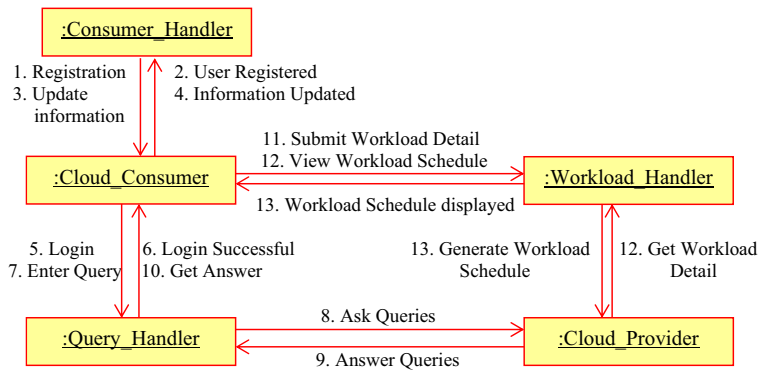 :Consumer_Handler
1. Registration
3. Update
information
2. User Registered
4. Information Updated
11. Submit Workload Detail
12. View Workload Schedule
:Cloud_Consumer
:Workload_Handler
13. Workload Schedule displayed
5. Login
7. Enter Query
6. Login Successful
10. Get Answer
13. Generate Workload
Schedule
12. Get Workload
Detail
8. Ask Queries
:Query_Handler
:Cloud_Provider
9. Answer Queries